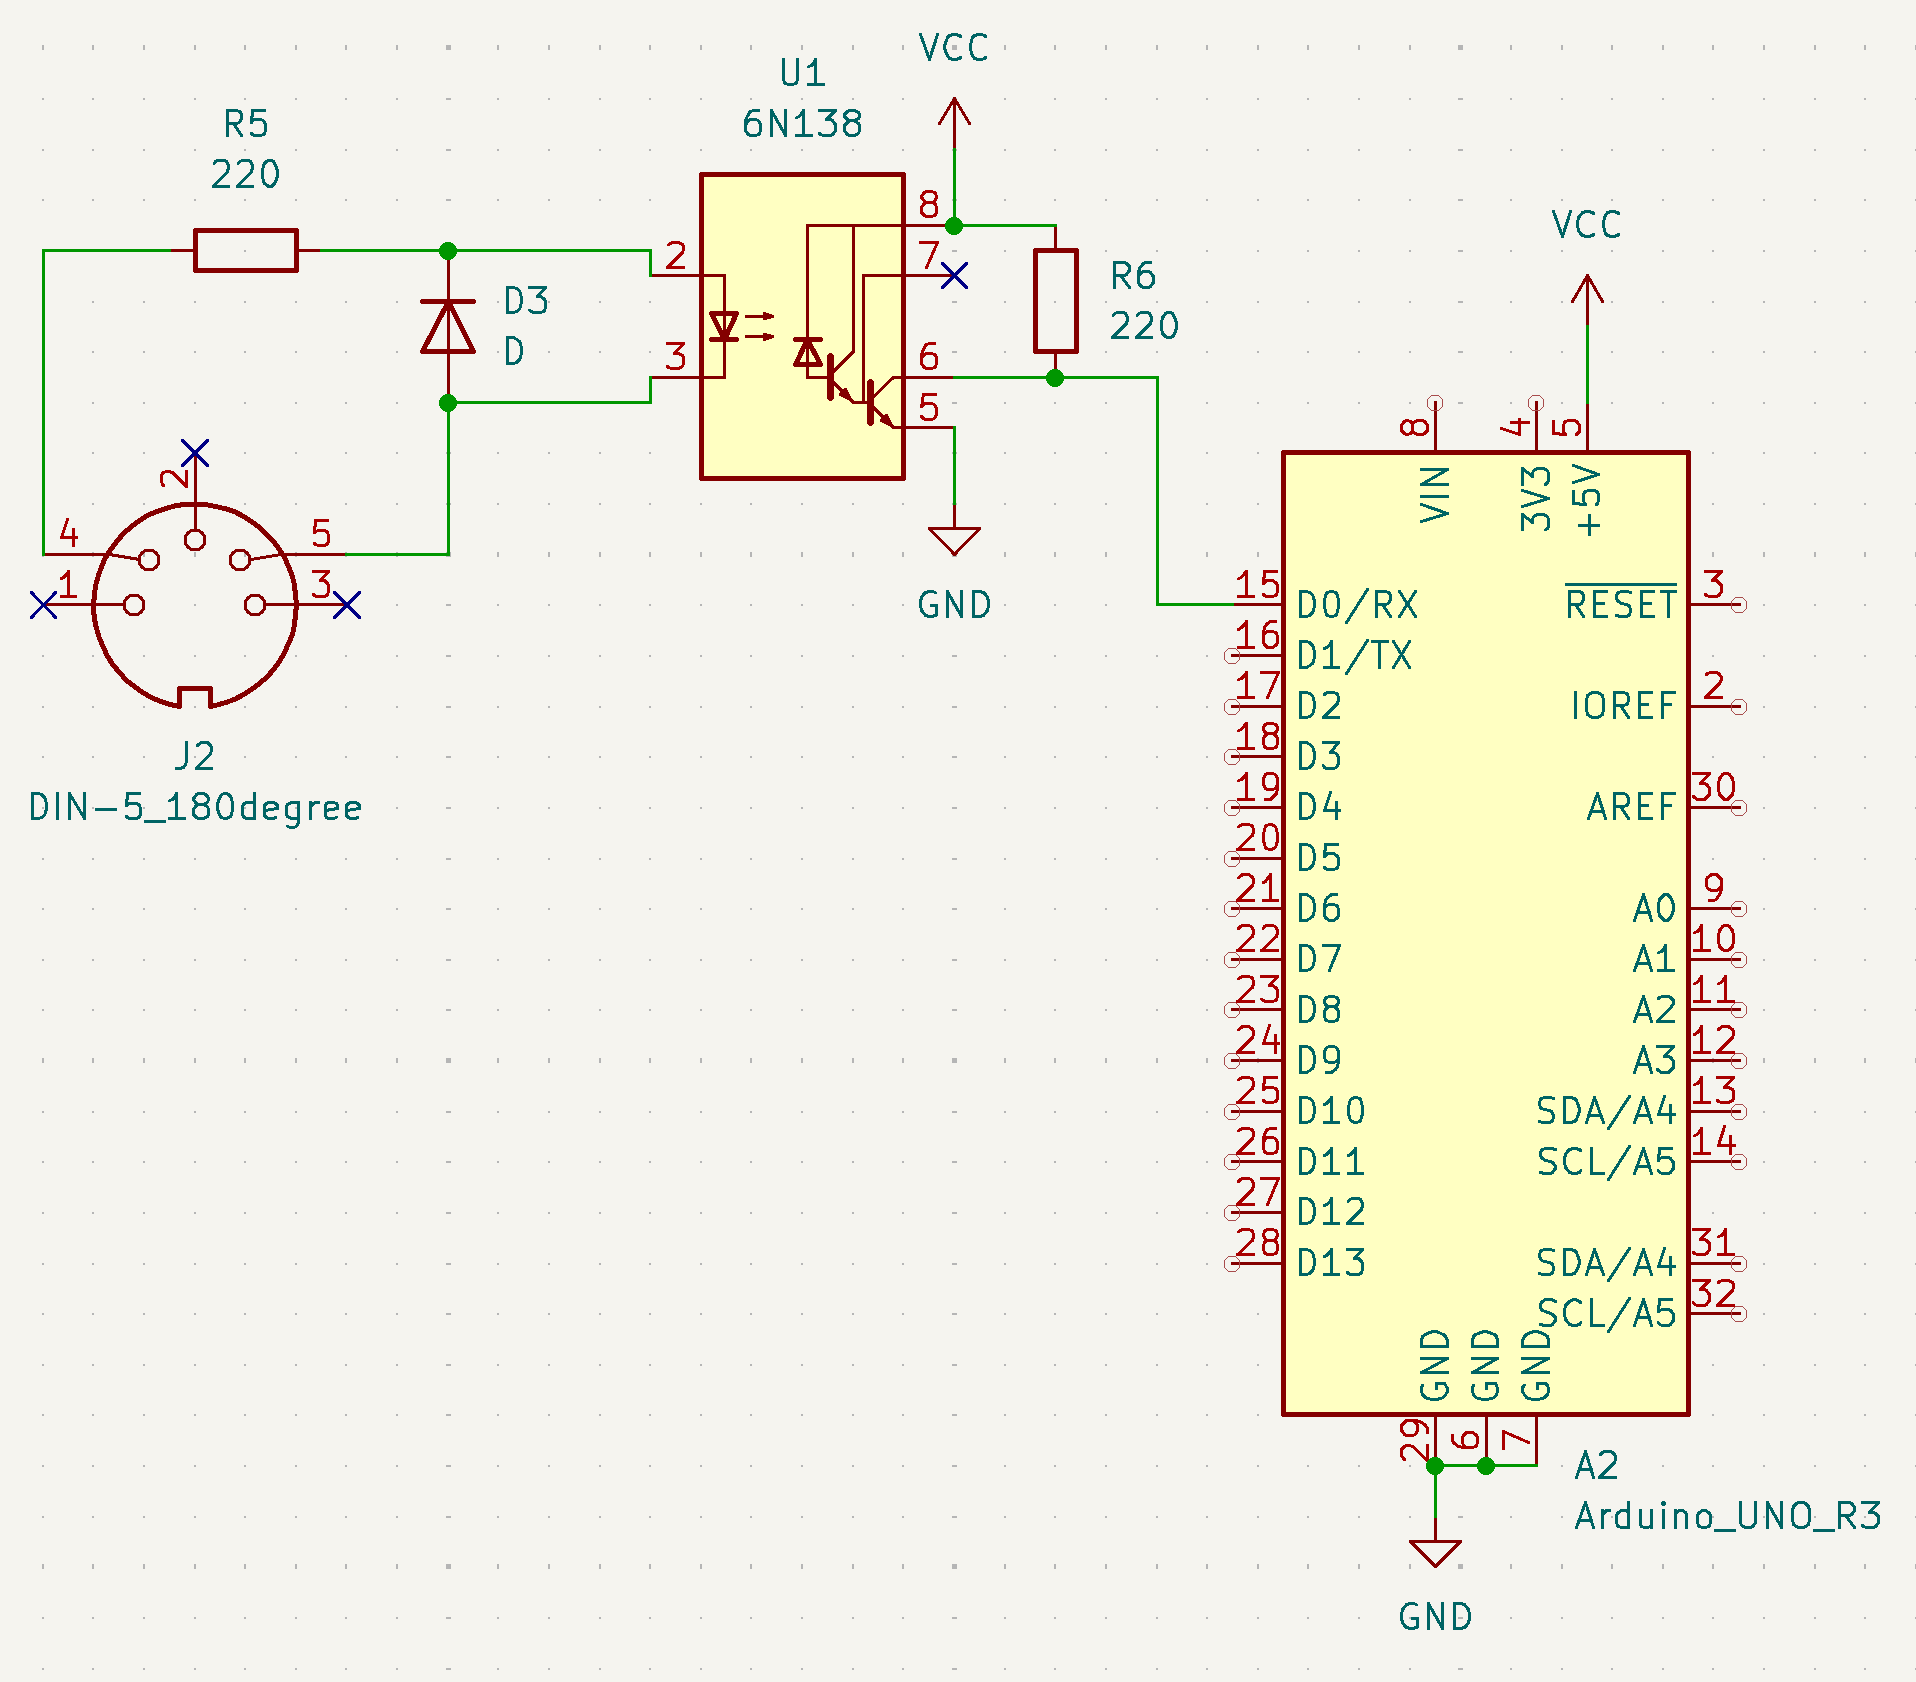 VCC
U1
6N138
R5
220
8
VCC
2
7
R6
220
D3
D
3
6
5
8
4
5
2
VIN
3V3
+5V
4
5
1
3
GND
15
D0/RX
RESET
3
16
D1/TX
17
D2
IOREF
2
18
D3
J2
DIN-5_180degree
19
D4
AREF
30
20
D5
21
D6
A0
9
22
D7
A1
10
23
D8
A2
11
24
D9
A3
12
25
D10
SDA/A4
13
26
D11
SCL/A5
14
27
D12
28
D13
SDA/A4
31
SCL/A5
32
GND
GND
GND
29
6
7
A2
Arduino_UNO_R3
GND